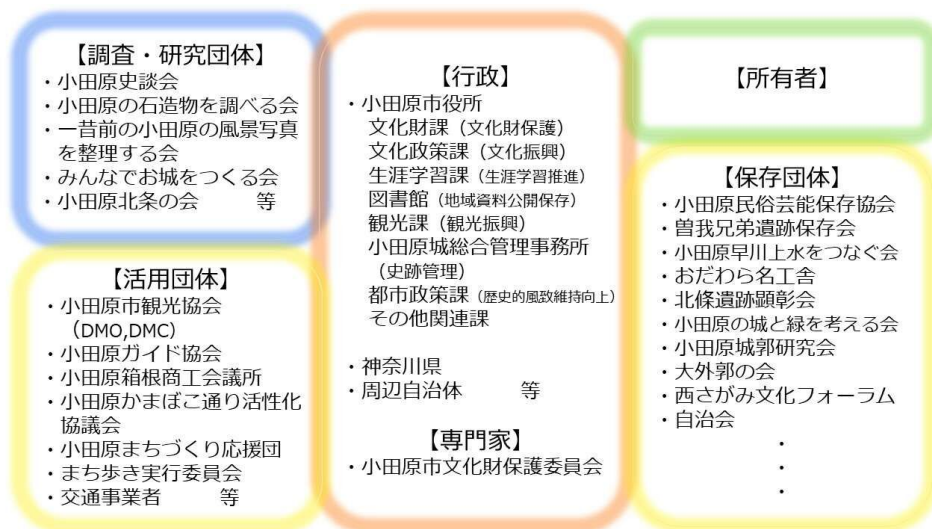 【調査・研究団体】
・小田原史談会
・小田原の石造物を調べる会
・一昔前の小田原の風景写真
を整理する会
・みんなでお城をつくる会
・小田原北条の会　　　等
【活用団体】
・小田原市観光協会
（DMO,DMC）
・小田原ガイド協会
・小田原箱根商工会議所
・小田原かまぼこ通り活性化
協議会
・小田原まちづくり応援団
・まち歩き実行委員会
・交通事業者　　　等
【行政】
・小田原市役所
文化財課（文化財保護）
文化政策課（文化振興）
生涯学習課（生涯学習推進）
図書館（地域資料公開保存）
観光課（観光振興）
小田原城総合管理事務所
（史跡管理）
都市政策課（歴史的風致維持向上）
その他関連課
・神奈川県
・周辺自治体　　　等
【専門家】
・小田原市文化財保護委員会
【所有者】
【保存団体】
・小田原民俗芸能保存協会
・曽我兄弟遺跡保存会
・小田原早川上水をつなぐ会
・おだわら名工舎
・北條遺跡顕彰会
・小田原の城と緑を考える会
・小田原城郭研究会
・大外郭の会
・西さがみ文化フォーラム
・自治会
・
・
・